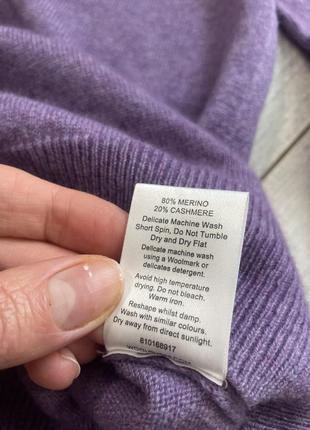 80% MERINO
20% CASHMERE
Delicate Machine Wash
Short Spin, Do Not Tumble
Dry and Dry Flat
Delicate machine wash
using a Woolmark or
delicates detergent.
Avoid high temperature
drying. Do not bleach.
Warm iron.
Reshape whilst damp.
Wash with similar colours.
Dry away from direct sunlight.
810168917